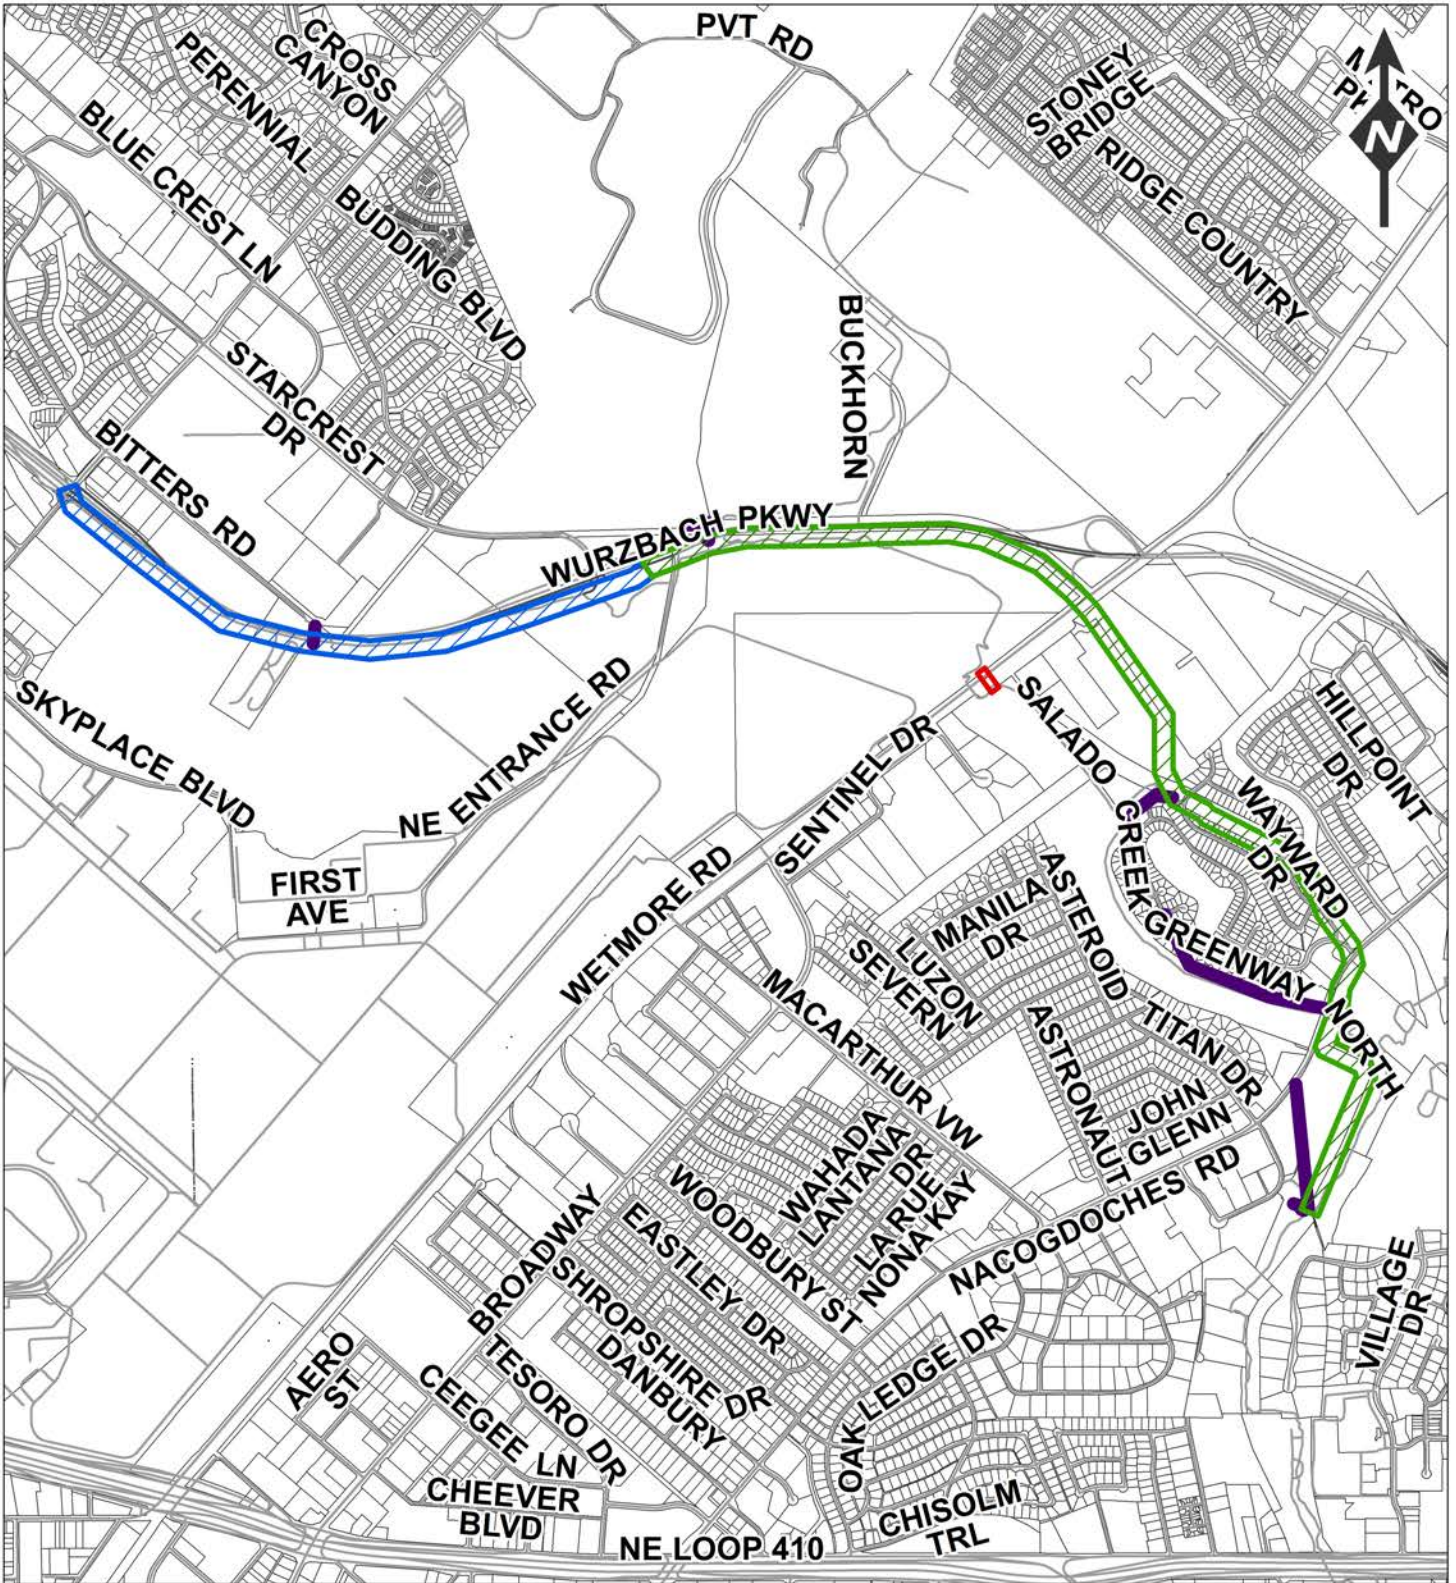 PVT RD
CROSS
CANYON
PERENNIAL
BLUE CREST LN
BUDDING BLVD
STONEY
BRIDGE
RIDGE COUNTRY
N
BUCKHORN
STARCREST
DR
BITTERS RD
WURZBACH PKWY
SKYPLACE BLVD
NE ENTRANCE RD
FIRST
AVE
SENTINEL DR
SALADO CREEK GREENWAY NORTH
WAYWARD
DR
HILLPOINT
DR
WETMORE RD
MANILA
DR
LUZON
SEVERN
ASTEROID
ASTRONAUT
TITAN DR
JOHN
GLENN
MACARTHUR VW
WAHADA
LANTANA
DR
LARUE
NONA KAY
NACOGDOCHES RD
WOODBURY ST
EASTLEY DR
BROADWAY
SHROPSHIRE DR
DANBURY
TESORO DR
AERO
ST
CEEGEE LN
CHEEVER
BLVD
OAK LEDGE DR
VILLAGE
DR
CHISOLM
TRL
NE LOOP 410